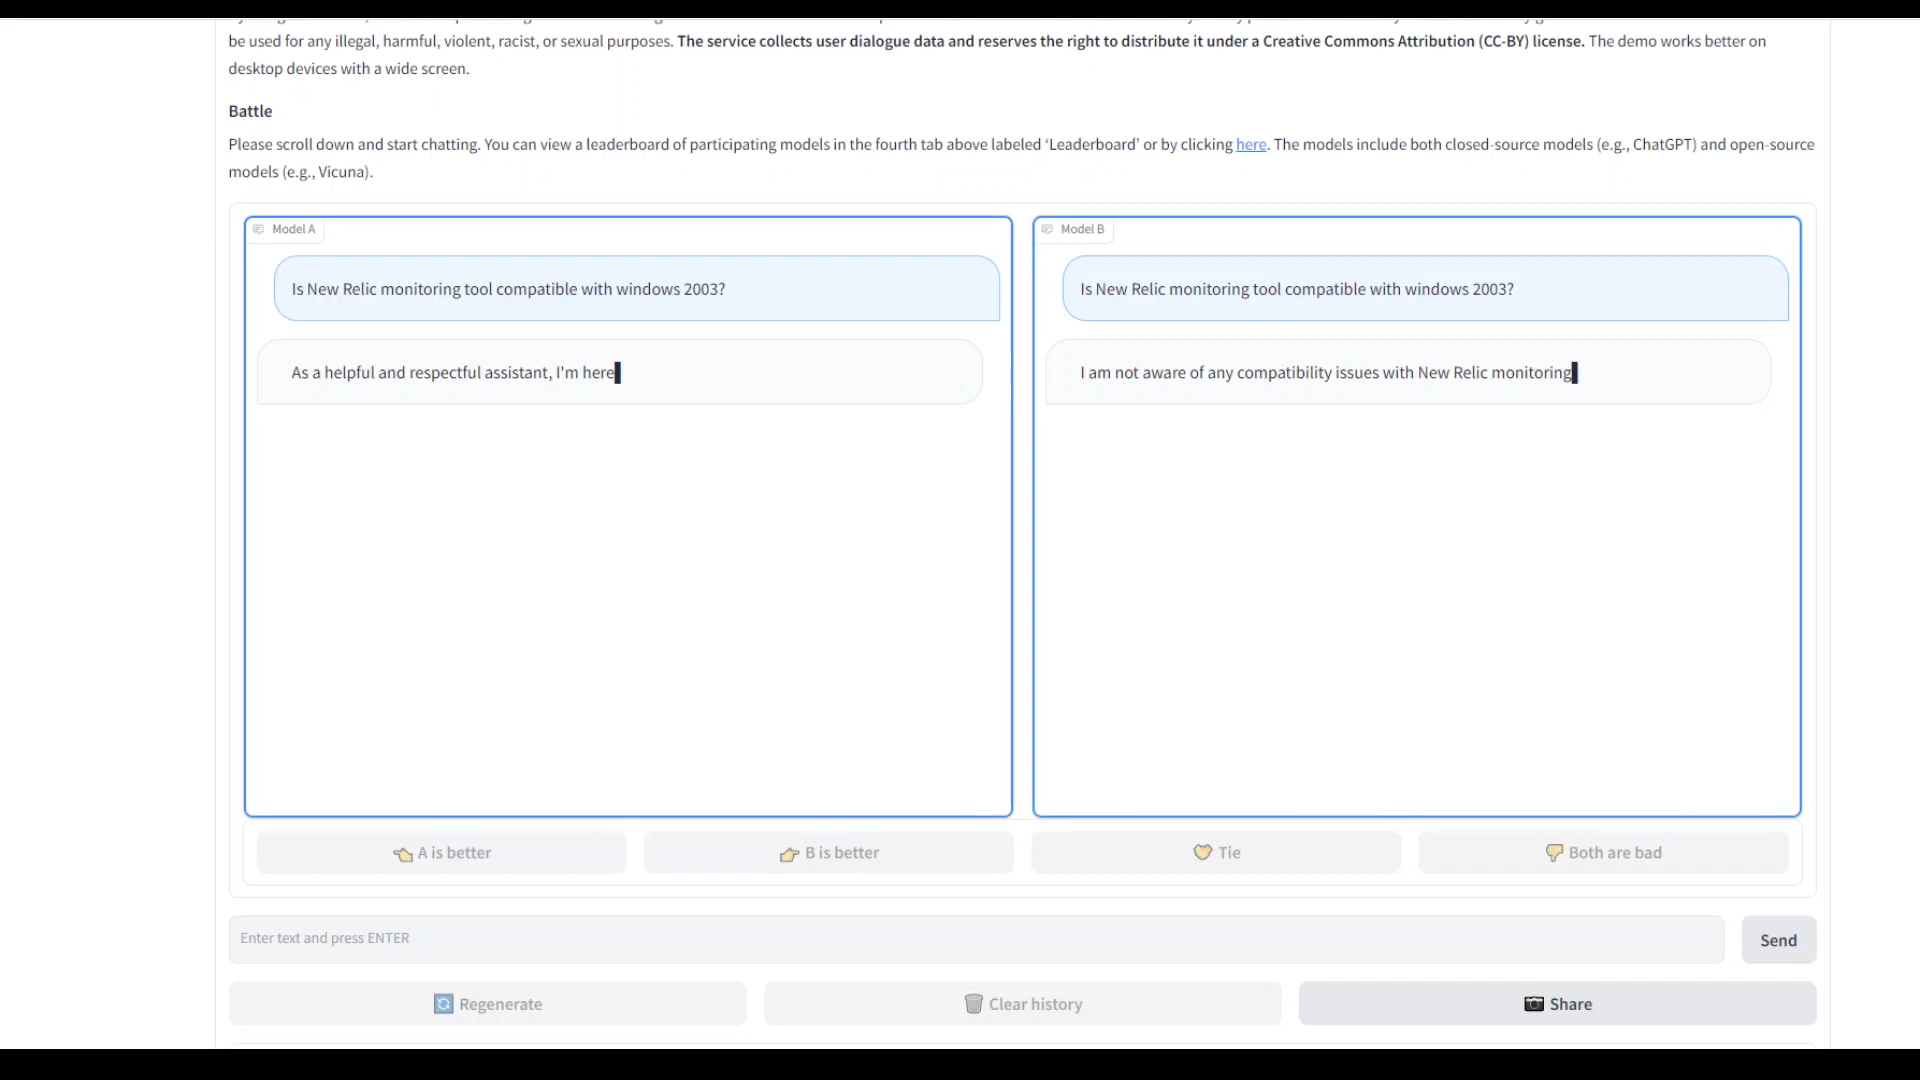 be used for any illegal, harmful, violent, racist, or sexual purposes. The service collects user dialogue data and reserves the right to distribute it under a Creative Commons Attribution (CC-BY) license. The demo works better on
desktop devices with a wide screen.
Battle
Please scroll down and start chatting. You can view a leaderboard of participating models in the fourth tab above labeled ‘Leaderboard’ or by clicking here. The models include both closed-source models (e.g., ChatGPT) and open-source
models (e.g., Vicuna).
Model A
Is New Relic monitoring tool compatible with windows 2003?
As a helpful and respectful assistant, I'm here
Model B
Is New Relic monitoring tool compatible with windows 2003?
I am not aware of any compatibility issues with New Relic monitoring
A is better
B is better
Tie
Both are bad
Enter text and press ENTER
Send
Regenerate
Clear history
Share